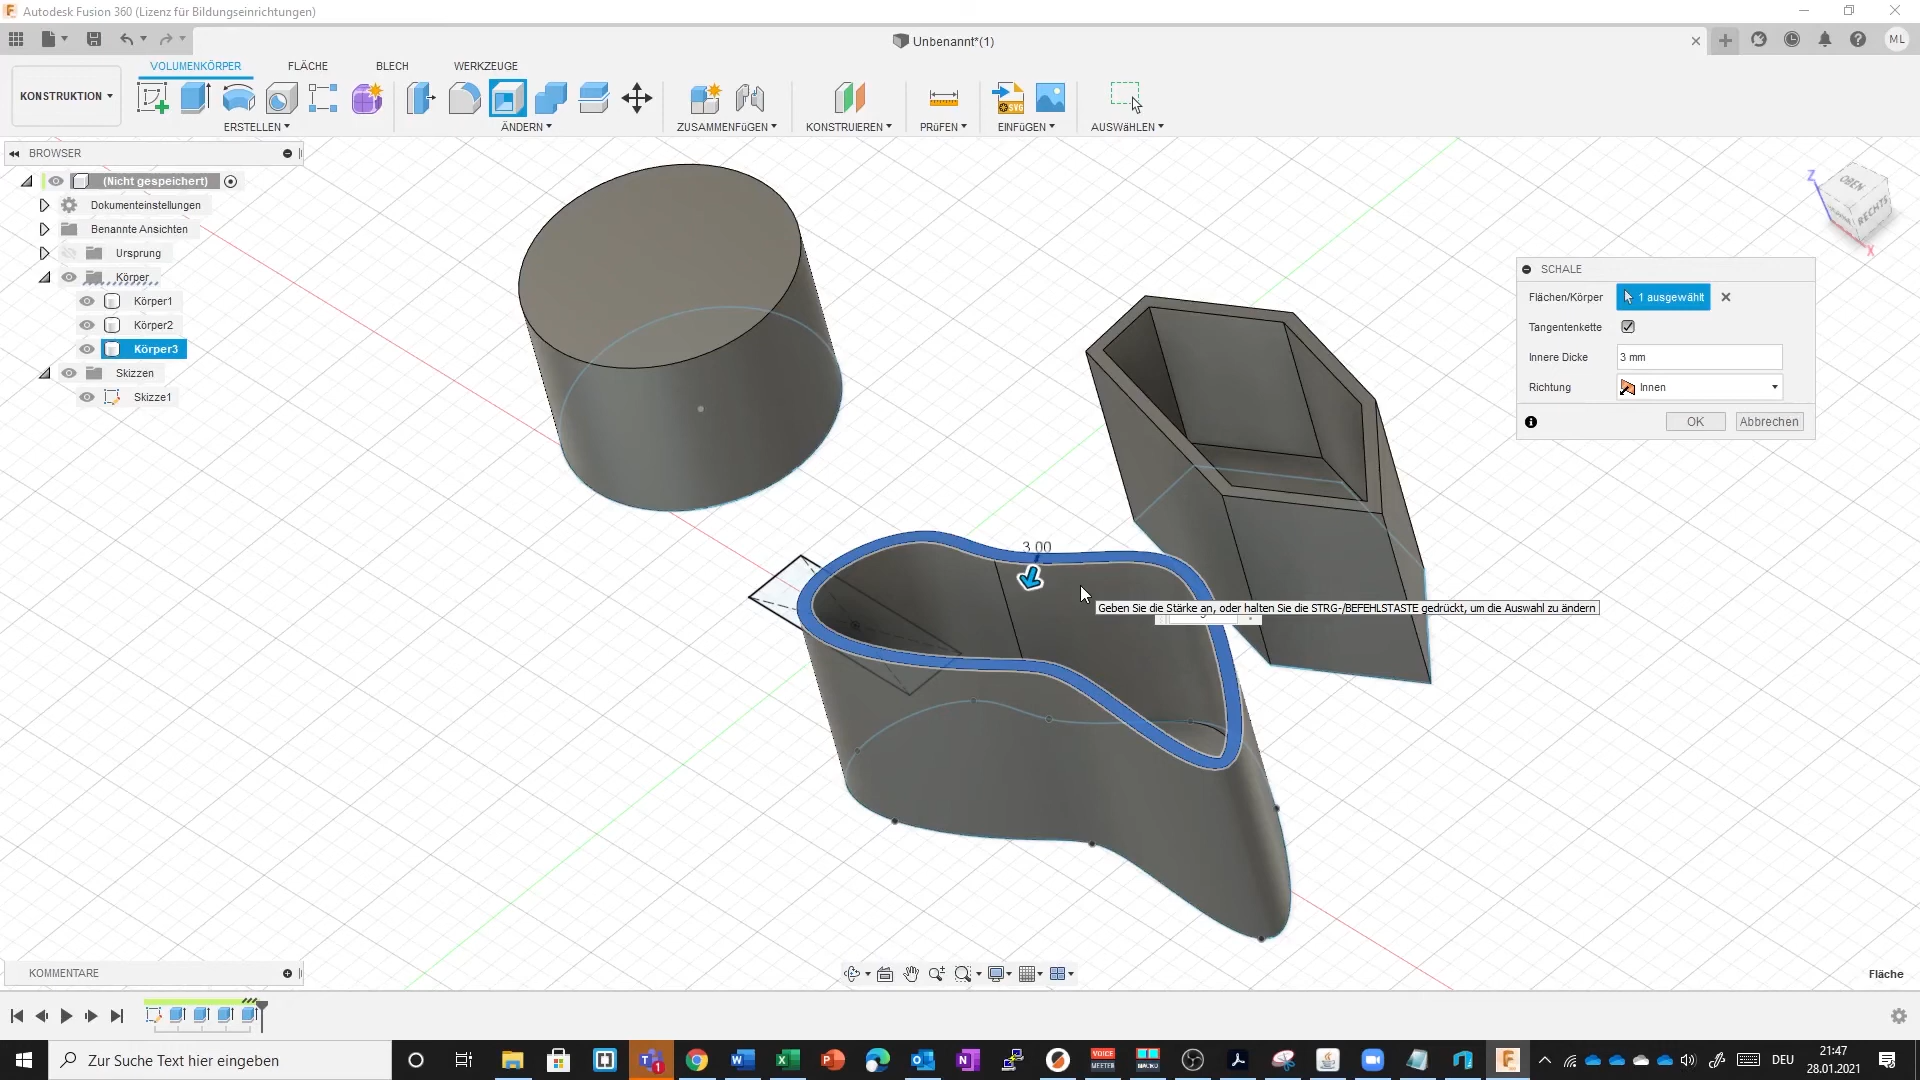 Autodesk Fusion 360 (Lizenz für Bildungseinrichtungen)
Unbenannt*(1)
ML
VOLUMENKÖRPER
FLÄCHE
BLECH
WERKZEUGE
KONSTRUKTION
ERSTELLEN
ÄNDERN
ZUSAMMENFüGEN
KONSTRUIEREN
PRüFEN
SVG
EINFüGEN
AUSWäHLEN
BROWSER
(Nicht gespeichert)
Dokumenteinstellungen
Benannte Ansichten
Ursprung
Körper
Körper1
Körper2
Körper3
Skizzen
Skizze1
Z
OBEN
RECHTS
X
SCHALE
Flächen/Körper
1 ausgewählt
Tangentenkette
Innere Dicke
3 mm
Richtung
Innen
OK
Abbrechen
3.00
Geben Sie die Stärke an, oder halten Sie die STRG-/BEFEHLSTASTE gedrückt, um die Auswahl zu ändern
KOMMENTARE
Fläche
Zur Suche Text hier eingeben
VOICE
MEETER
DEU
21:47
28.01.2021